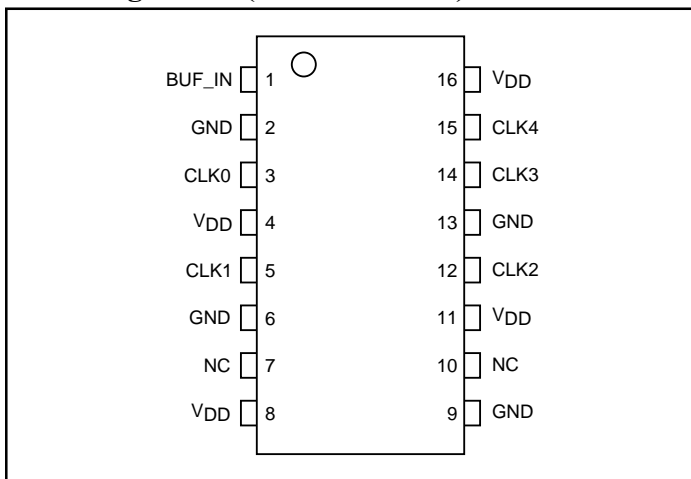 BUF_IN 1 16 VDD
GND 2 15 CLK4
CLK0 3 14 CLK3
VDD 4 13 GND
CLK1 5 12 CLK2
GND 6 11 VDD
NC 7 10 NC
VDD 8 9 GND